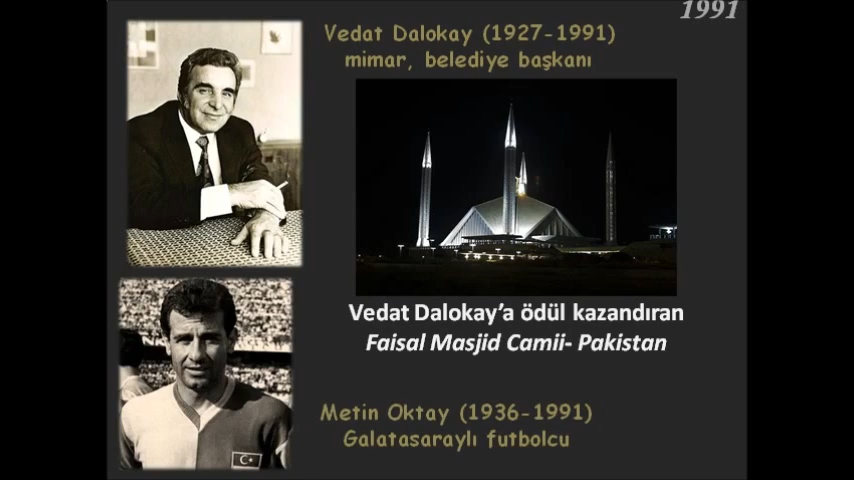 1991
Vedat Dalokay (1927-1991)
mimar, belediye başkanı
Vedat Dalokay’a ödül kazandıran
Faisal Masjid Camii- Pakistan
Metin Oktay (1936-1991)
Galatasaraylı futbolcu